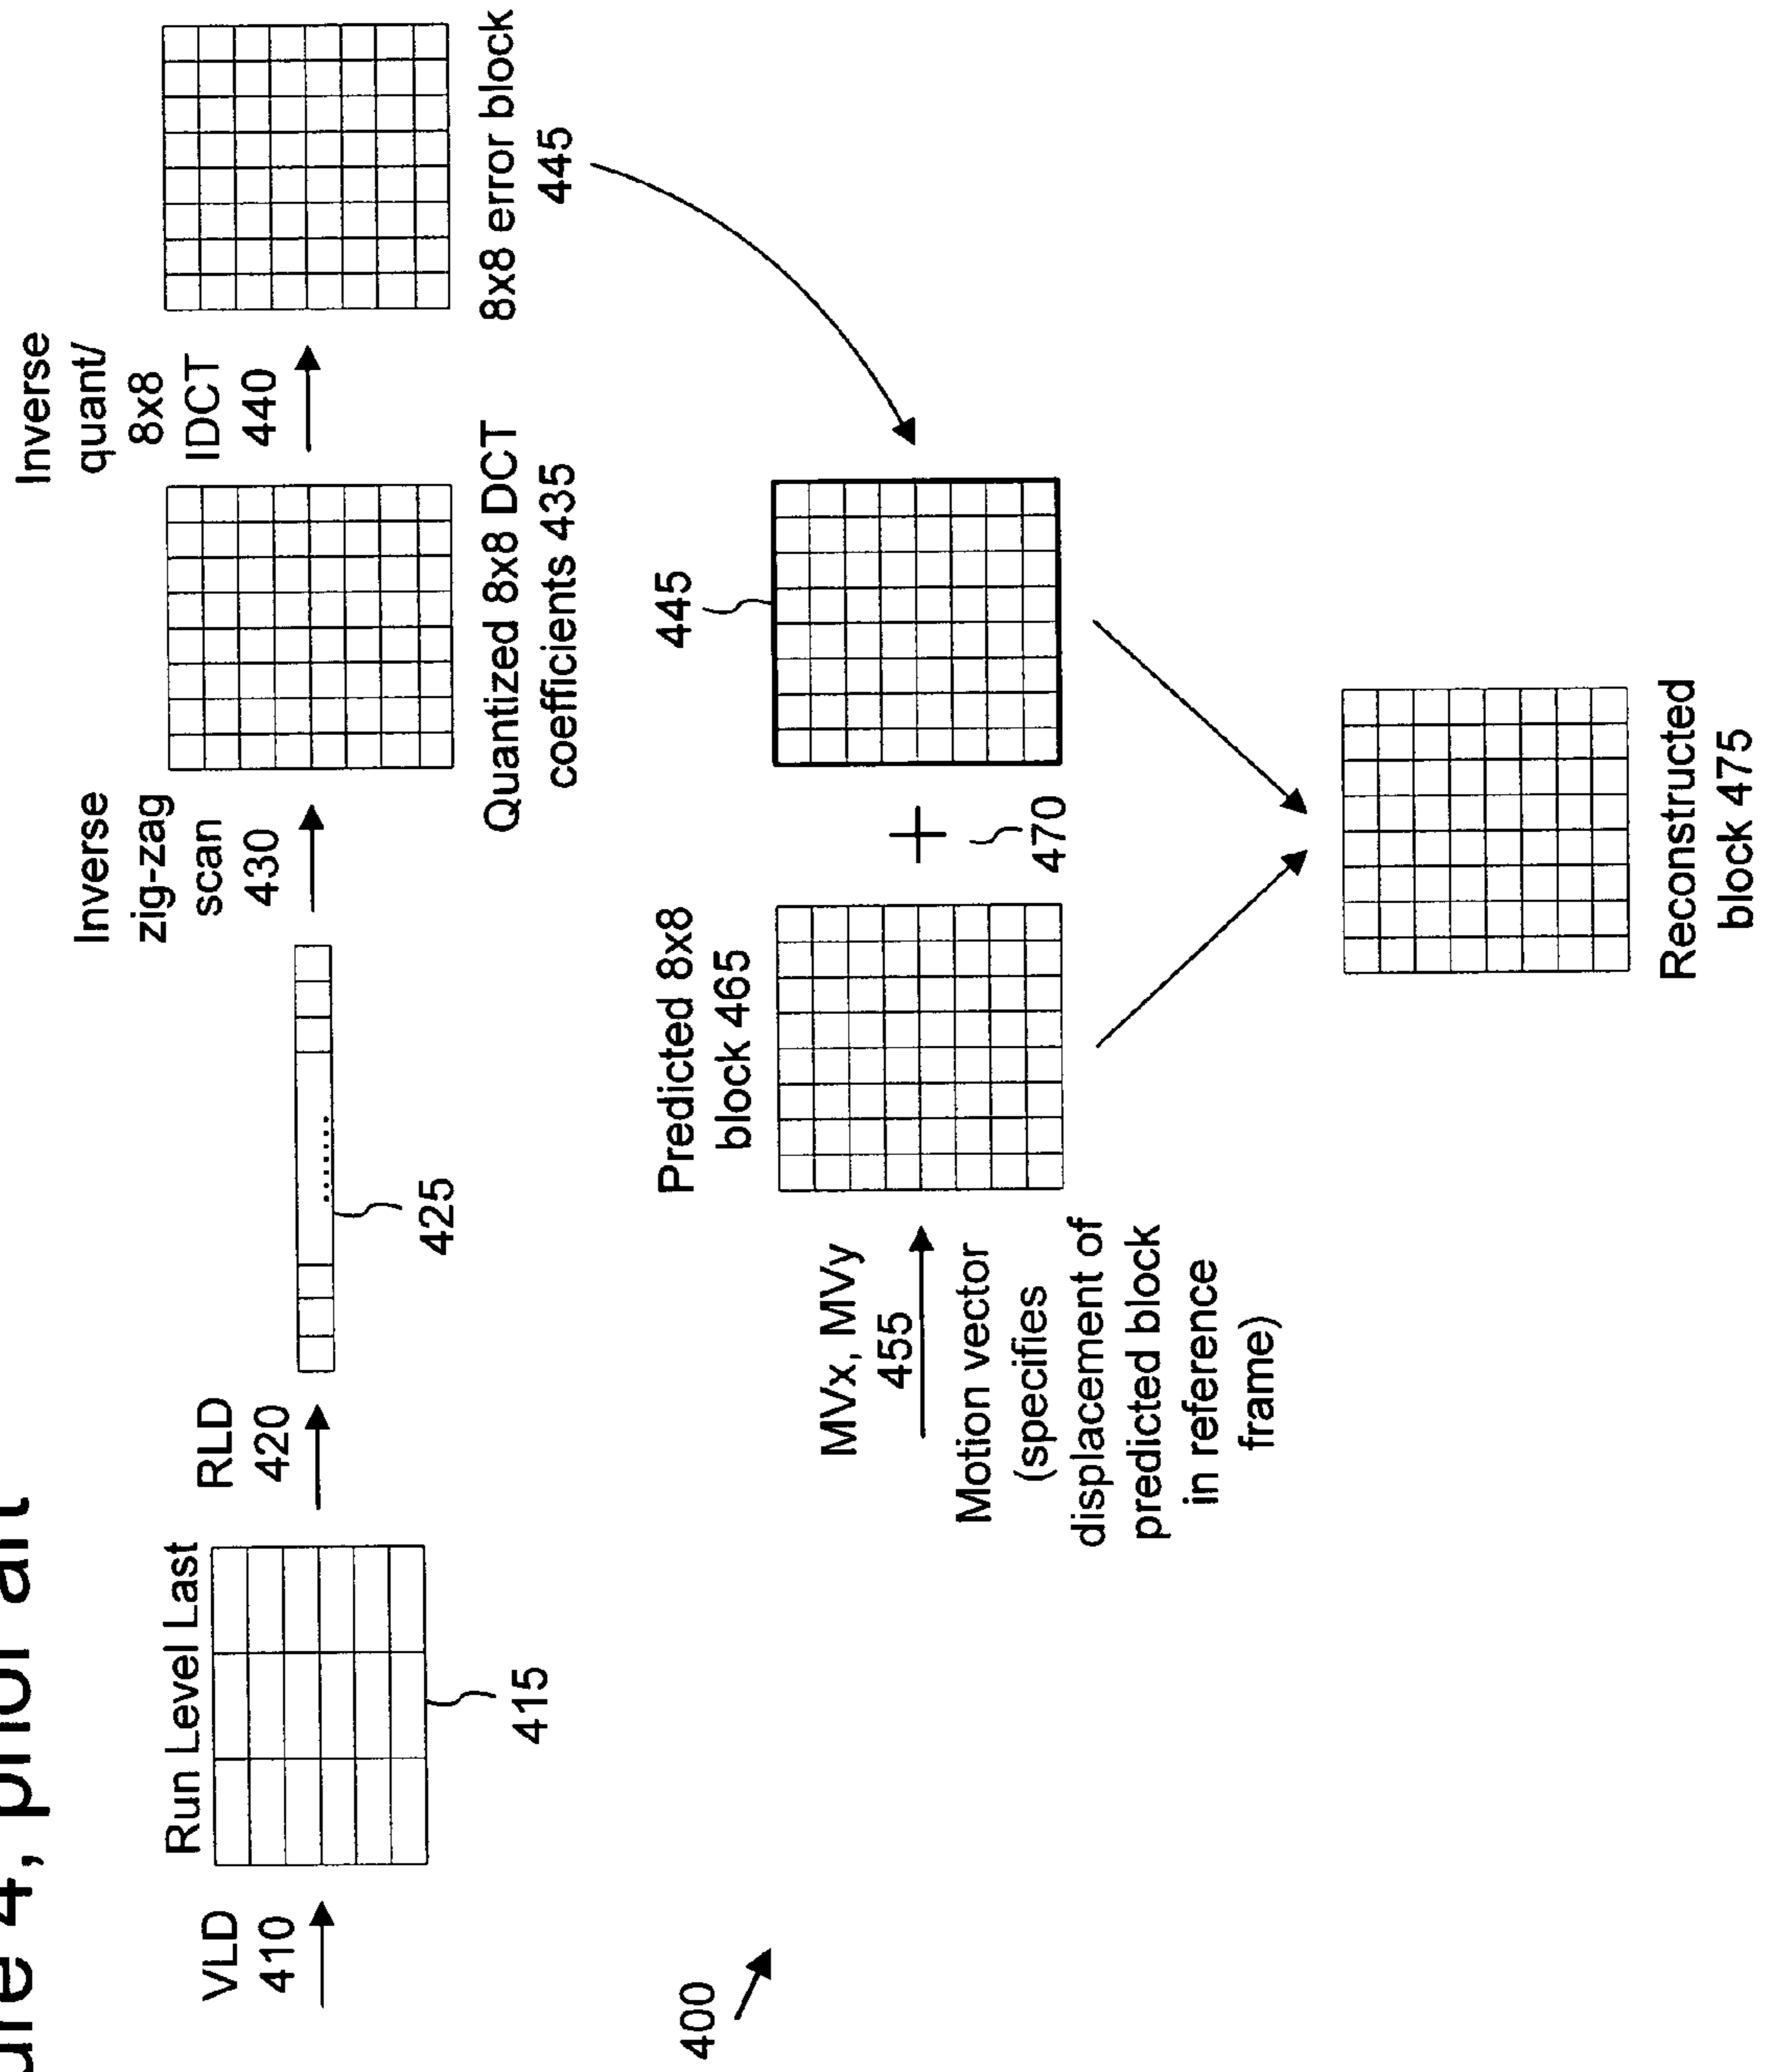 4, prior art
VLD
410
Run Level Last
415
RLD
420
425
Inverse
zig-zag
scan
430
Quantized 8x8 DCT
coefficients 435
Inverse
quant/
8x8
IDCT
440
8x8 error block
445
400
MVx, MVy
455
Motion vector
(specifies
displacement of
predicted block
in reference
frame)
Predicted 8x8
block 465
470
445
Reconstructed
block 475